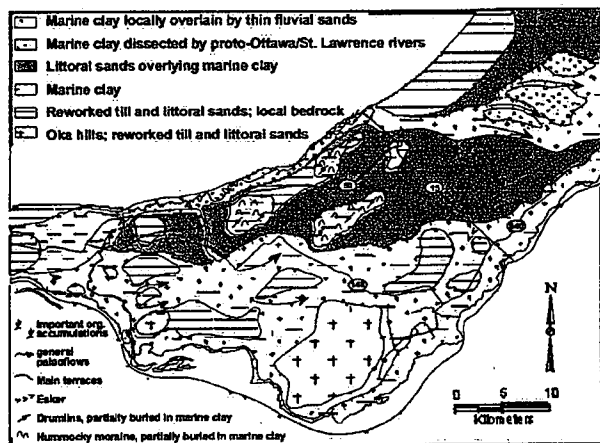 Marine clay locally overlain by thin fluvial sands
Marine clay dissected by proto-Ottawa/St. Lawrence rivers
Littoral sands overlying marine clay
Marine clay
Reworked till and littoral sands; local bedrock
Oka hills; reworked till and littoral sands
Important org.
accumulations
general
paleoflows
Main terraces
Esker
Drumlins, partially buried in marine clay
Hummocky moraine, partially buried in marine clay
N
0 5 10
Kilometers